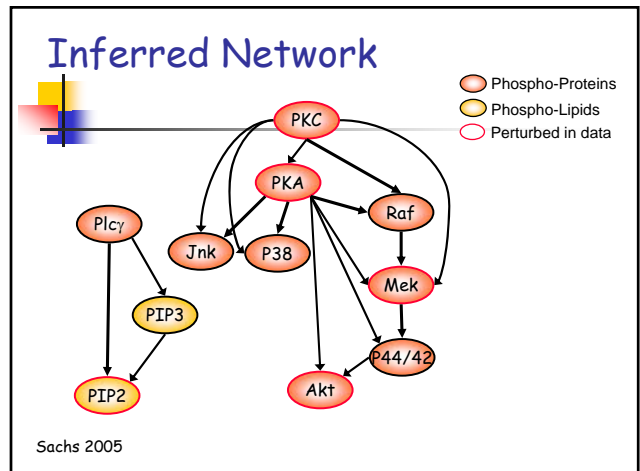 Inferred Network
Phospho-Proteins
Phospho-Lipids
Perturbed in data
PKC
PKA
Raf
Plcγ
Jnk
P38
Mek
PIP3
P44/42
Akt
PIP2
Sachs 2005